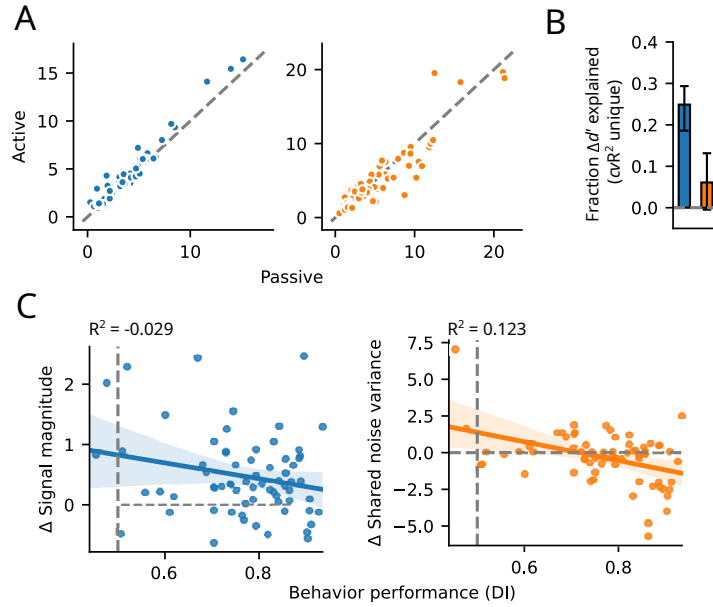 A
B
Active
15
10
5
0
0
10
20
10
0
0
10
20
Passive
Fraction Δd′ explained
(cvR² unique)
0.4
0.3
0.2
0.1
0.0
C
R² = -0.029
Δ Signal magnitude
2
1
0
0.6
0.8
R² = 0.123
Δ Shared noise variance
7.5
5.0
2.5
0.0
−2.5
−5.0
0.6
0.8
Behavior performance (DI)